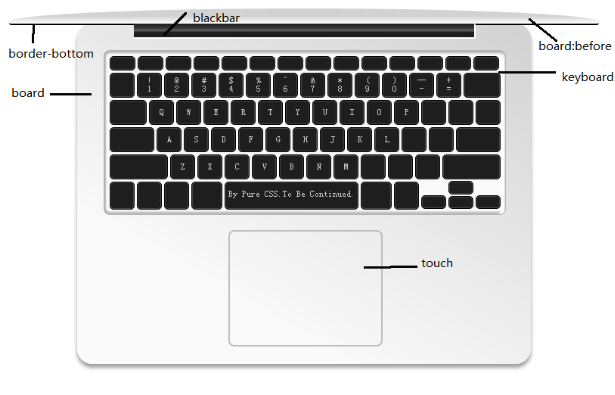 blackbar
border-bottom
board:before
keyboard
board
! @ # $ % ^ & * ( ) — +
1 2 3 4 5 6 7 8 9 0 - =
Q W E R T Y U I O P
A S D F G H J K L
Z X C V B N M
By Pure CSS.To Be Continued
touch